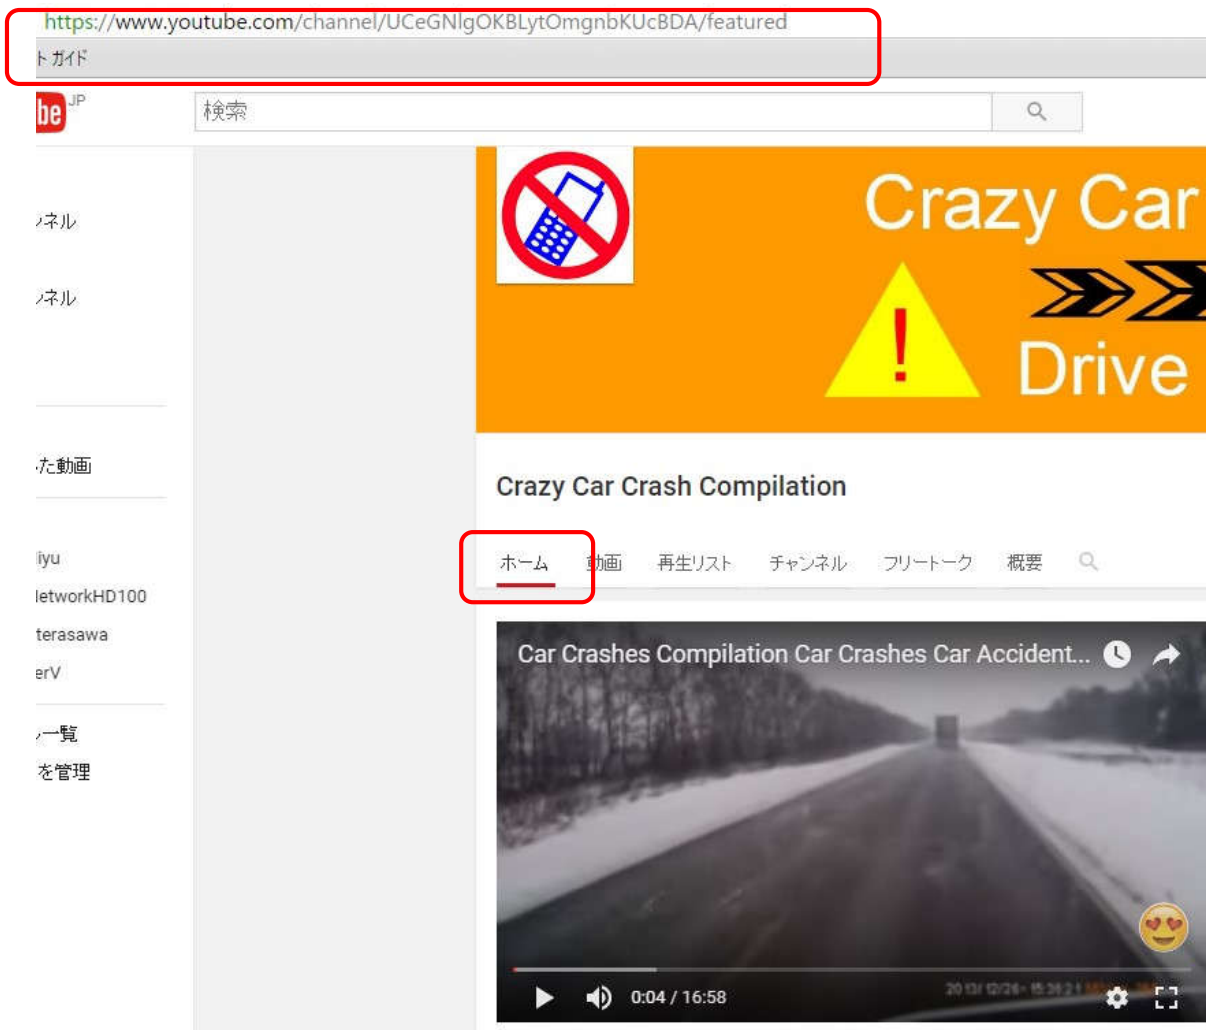 https://www.youtube.com/channel/UCeGNlgOKBLytOmgnbKUcBDA/featured
ト ガイド
be JP
検索
Crazy Car
!
Drive
ンネル
ンネル
た動画
Crazy Car Crash Compilation
ホーム 動画 再生リスト チャンネル フリートーク 概要
iyu
letworkHD100
terasawa
erV
一覧
を管理
Car Crashes Compilation Car Crashes Car Accident...
0:04 / 16:58